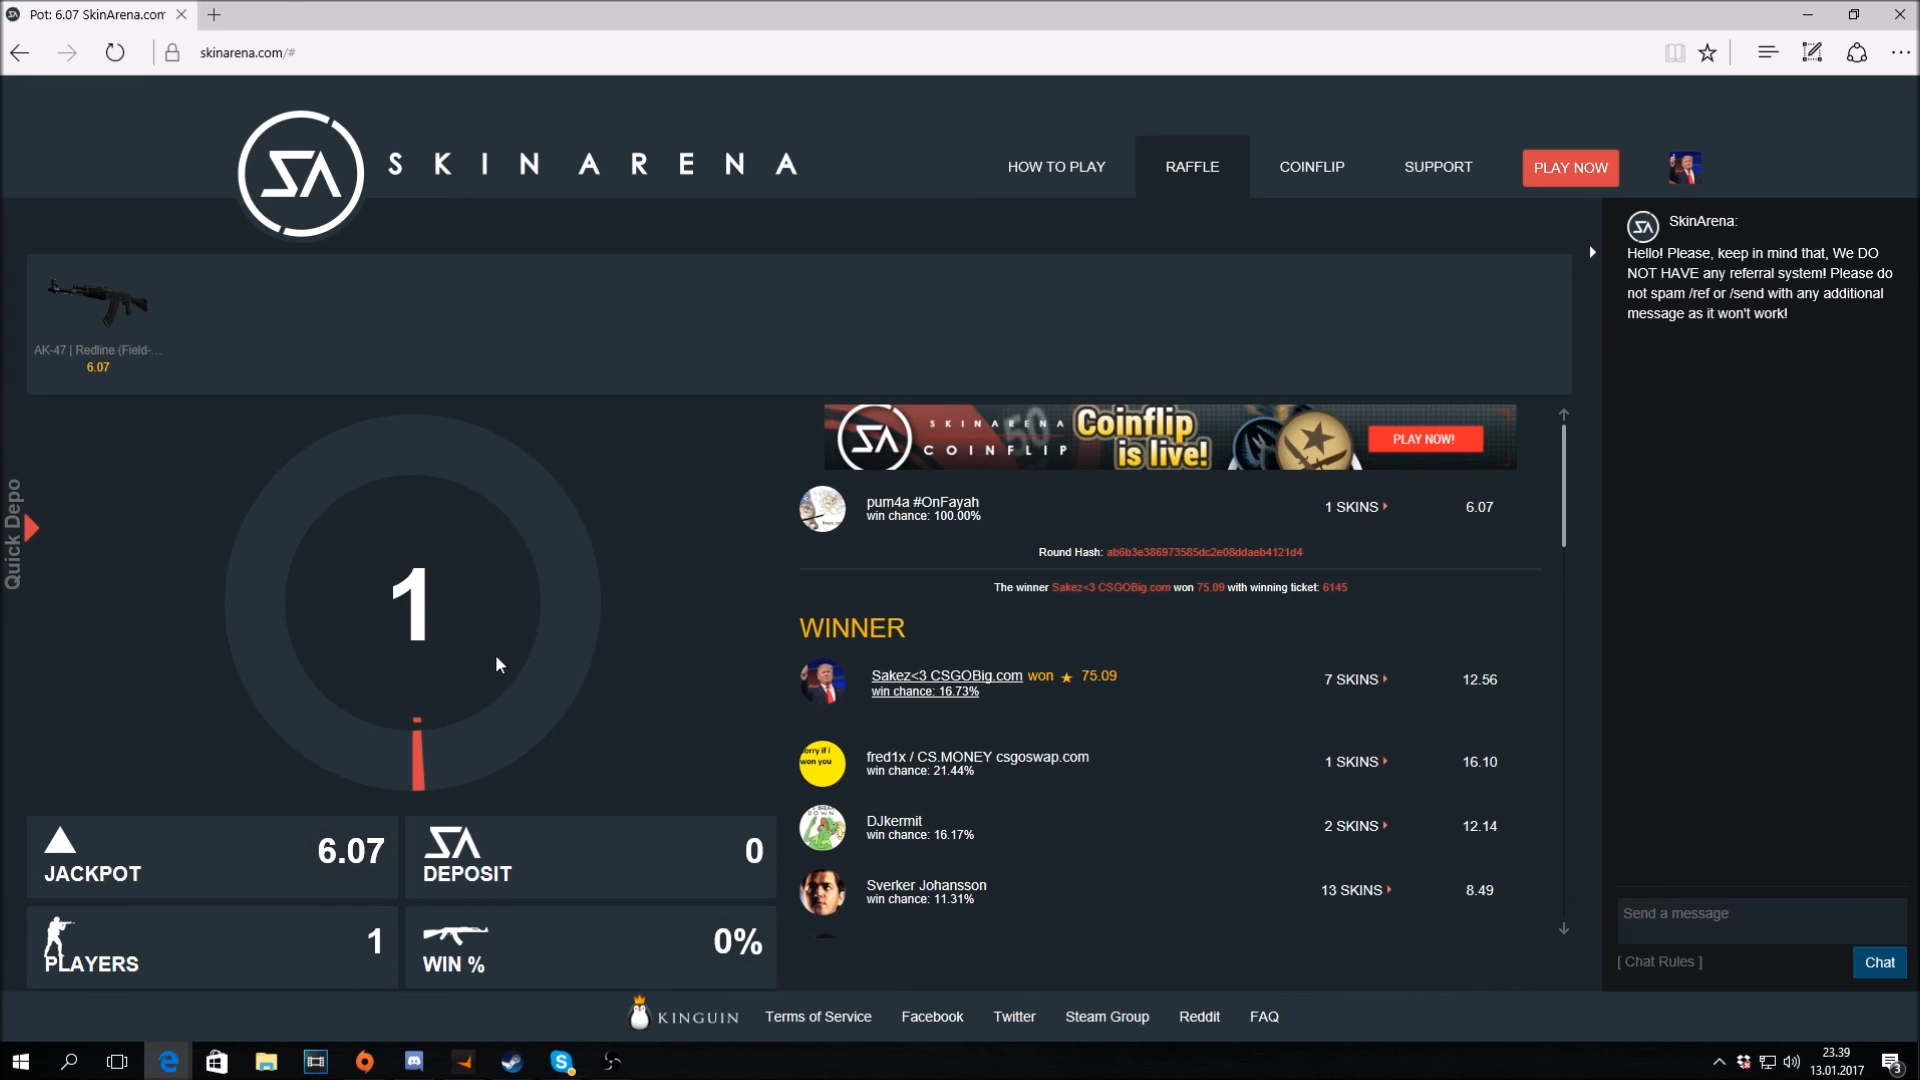 Pot: 6.07 SkinArena.com
skinarena.com/#
SKINARENA
HOW TO PLAY
RAFFLE
COINFLIP
SUPPORT
PLAY NOW
SkinArena:
Hello! Please, keep in mind that, We DO
NOT HAVE any referral system! Please do
not spam /ref or /send with any additional
message as it won't work!
AK-47 | Redline (Field-...
6.07
SKINARENA
COINFLIP
Coinflip
is live!
PLAY NOW!
Quick Depo
1
pum4a #OnFayah
win chance: 100.00%
1 SKINS
6.07
Round Hash: ab6b3e386973585dc2e08ddaeb4121d4
The winner Sakez<3 CSGOBig.com won 75.09 with winning ticket: 6145
WINNER
Sakez<3 CSGOBig.com won ★ 75.09
win chance: 16.73%
7 SKINS
12.56
fred1x / CS.MONEY csgoswap.com
win chance: 21.44%
1 SKINS
16.10
DJkermit
win chance: 16.17%
2 SKINS
12.14
Sverker Johansson
win chance: 11.31%
13 SKINS
8.49
JACKPOT
6.07
DEPOSIT
0
PLAYERS
1
WIN %
0%
Send a message
[ Chat Rules ]
Chat
KINGUIN
Terms of Service
Facebook
Twitter
Steam Group
Reddit
FAQ
23.39
13.01.2017
3